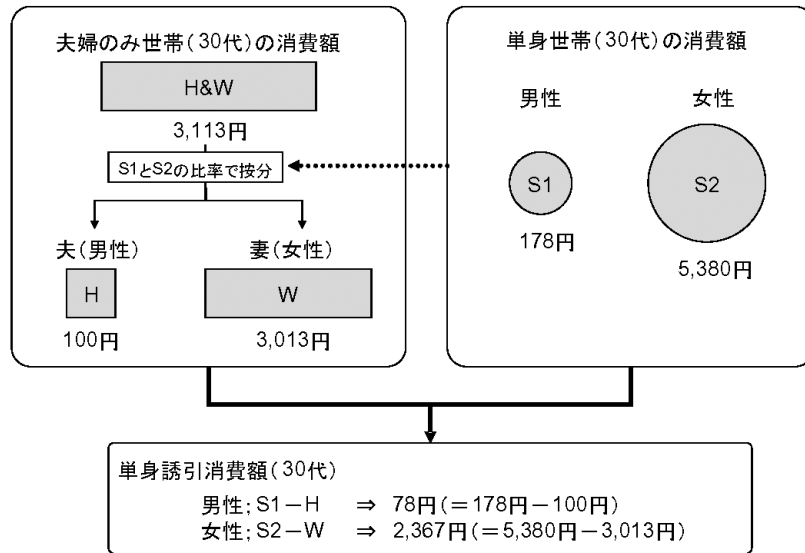 夫婦のみ世帯(30代)の消費額
H&W
3,113円
S1とS2の比率で按分
夫(男性)
妻(女性)
H
W
100円
3,013円
単身世帯(30代)の消費額
男性
女性
S1
S2
178円
5,380円
単身誘引消費額(30代)
男性;S1-H ⇒ 78円(=178円-100円)
女性;S2-W ⇒ 2,367円(=5,380円-3,013円)